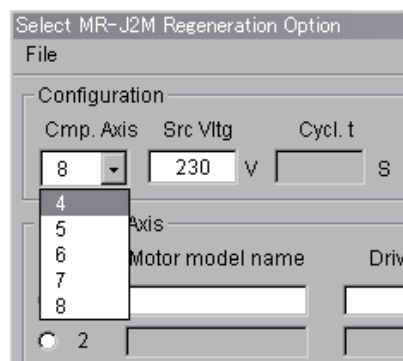 Select MR-J2M Regeneration Option
File
Configuration
Cmp. Axis Src Vltg Cycl. t
8 230 V S
4
5 Axis
6 Motor model name Driv
7
8
2